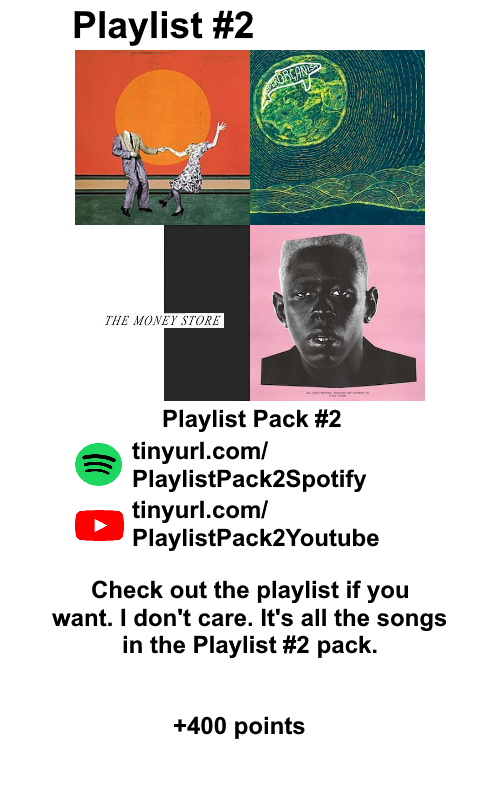 Playlist #2
ORGANIS
THE MONEY STORE
Playlist Pack #2
tinyurl.com/
PlaylistPack2Spotify
tinyurl.com/
PlaylistPack2Youtube
Check out the playlist if you
want. I don't care. It's all the songs
in the Playlist #2 pack.
+400 points